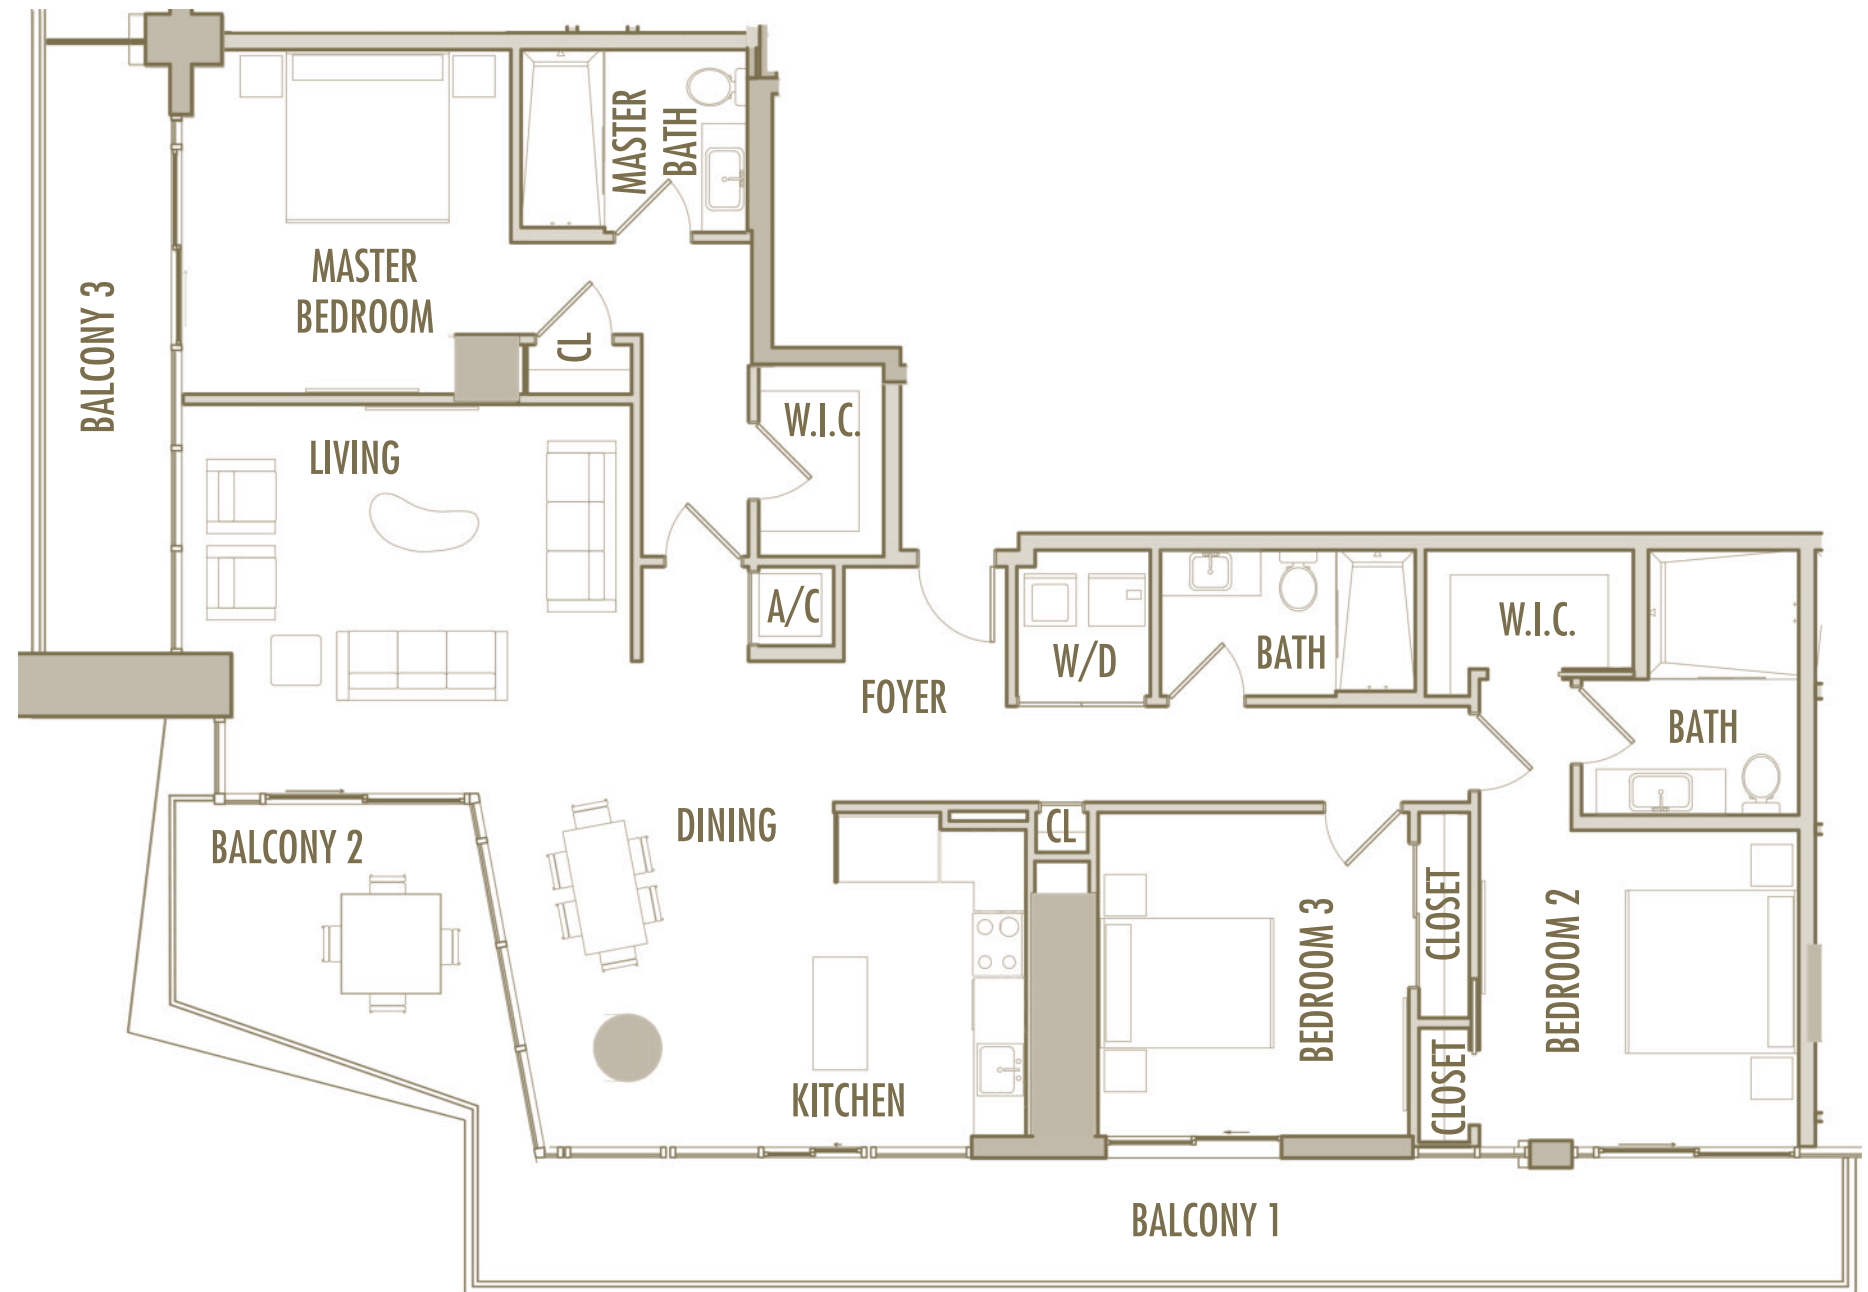 MASTER
BATH
MASTER
BEDROOM
BALCONY 3
CL
W.I.C.
LIVING
A/C
W/D
BATH
W.I.C.
FOYER
BATH
DINING
BALCONY 2
CL
CLOSET
BEDROOM 3
BEDROOM 2
CLOSET
KITCHEN
BALCONY 1